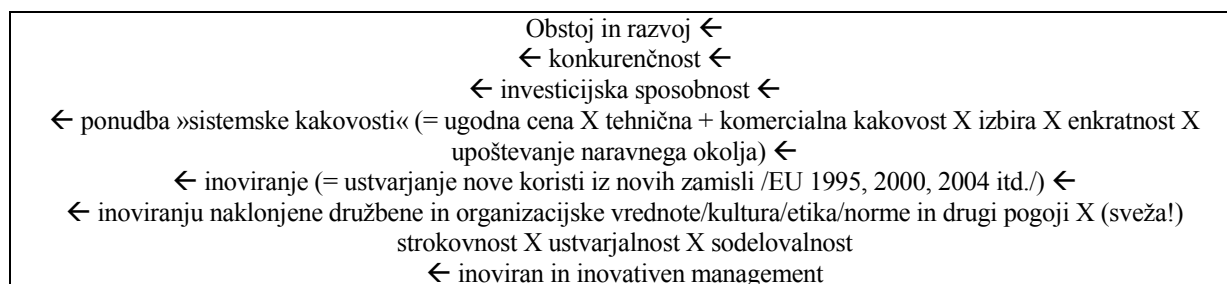 Obstoj in razvoj ←
← konkurenčnost ←
← investicijska sposobnost ←
← ponudba »sistemske kakovosti« (= ugodna cena X tehnična + komercialna kakovost X izbira X enkratnost X
upoštevanje naravnega okolja) ←
← inoviranje (= ustvarjanje nove koristi iz novih zamisli /EU 1995, 2000, 2004 itd./) ←
← inoviranju naklonjene družbene in organizacijske vrednote/kultura/etika/norme in drugi pogoji X (sveža!)
strokovnost X ustvarjalnost X sodelovalnost
← inoviran in inovativen management